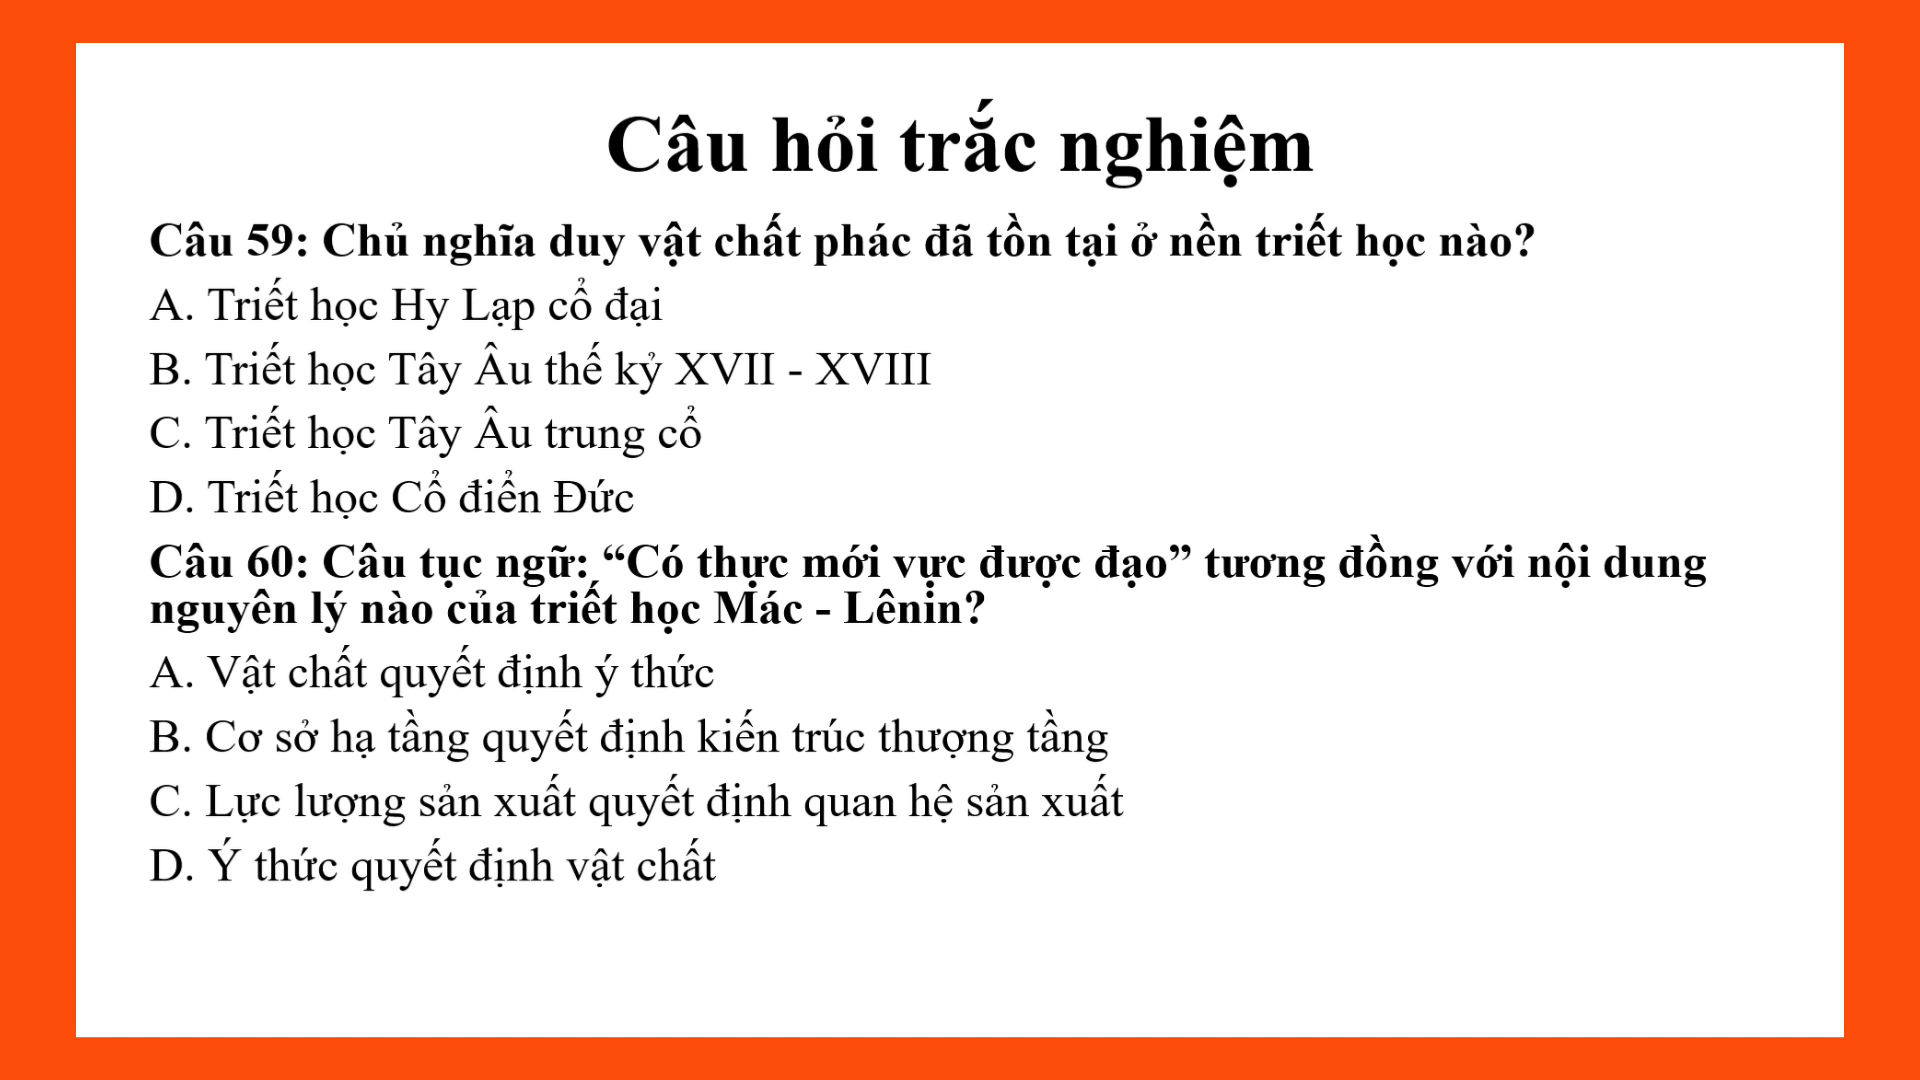 Câu hỏi trắc nghiệm
Câu 59: Chủ nghĩa duy vật chất phác đã tồn tại ở nền triết học nào?
A. Triết học Hy Lạp cổ đại
B. Triết học Tây Âu thế kỷ XVII - XVIII
C. Triết học Tây Âu trung cổ
D. Triết học Cổ điển Đức
Câu 60: Câu tục ngữ: “Có thực mới vực được đạo” tương đồng với nội dung
nguyên lý nào của triết học Mác - Lênin?
A. Vật chất quyết định ý thức
B. Cơ sở hạ tầng quyết định kiến trúc thượng tầng
C. Lực lượng sản xuất quyết định quan hệ sản xuất
D. Ý thức quyết định vật chất